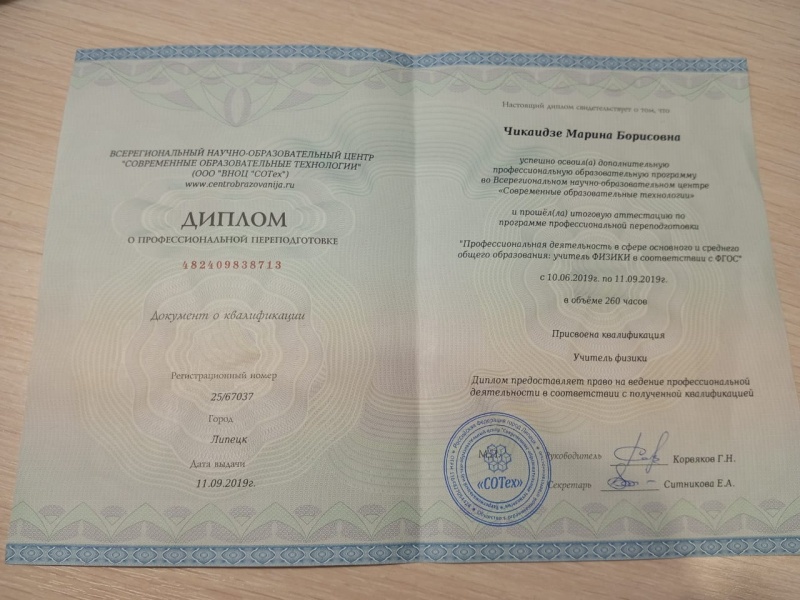 ВСЕРЕГИОНАЛЬНЫЙ НАУЧНО-ОБРАЗОВАТЕЛЬНЫЙ ЦЕНТР
"СОВРЕМЕННЫЕ ОБРАЗОВАТЕЛЬНЫЕ ТЕХНОЛОГИИ"
(ООО "ВНОЦ "СОТех")
www.centrobrazovanija.ru
ДИПЛОМ
О ПРОФЕССИОНАЛЬНОЙ ПЕРЕПОДГОТОВКЕ
482409838713
Документ о квалификации
Регистрационный номер
25/67037
Город
Липецк
Дата выдачи
11.09.2019г.
Настоящий диплом свидетельствует о том, что
Чикаидзе Марина Борисовна
успешно освоил(а) дополнительную
профессиональную образовательную программу
во Всерегиональном научно-образовательном центре
«Современные образовательные технологии»
и прошёл(ла) итоговую аттестацию по
программе профессиональной переподготовки
"Профессиональная деятельность в сфере основного и среднего
общего образования: учитель ФИЗИКИ в соответствии с ФГОС"
с 10.06.2019г. по 11.09.2019г.
в объёме 260 часов
Присвоена квалификация
Учитель физики
Диплом предоставляет право на ведение профессиональной
деятельности в соответствии с полученной квалификацией
М.П.
Руководитель Корвяков Г.Н.
Секретарь Ситникова Е.А.
«СОТех»